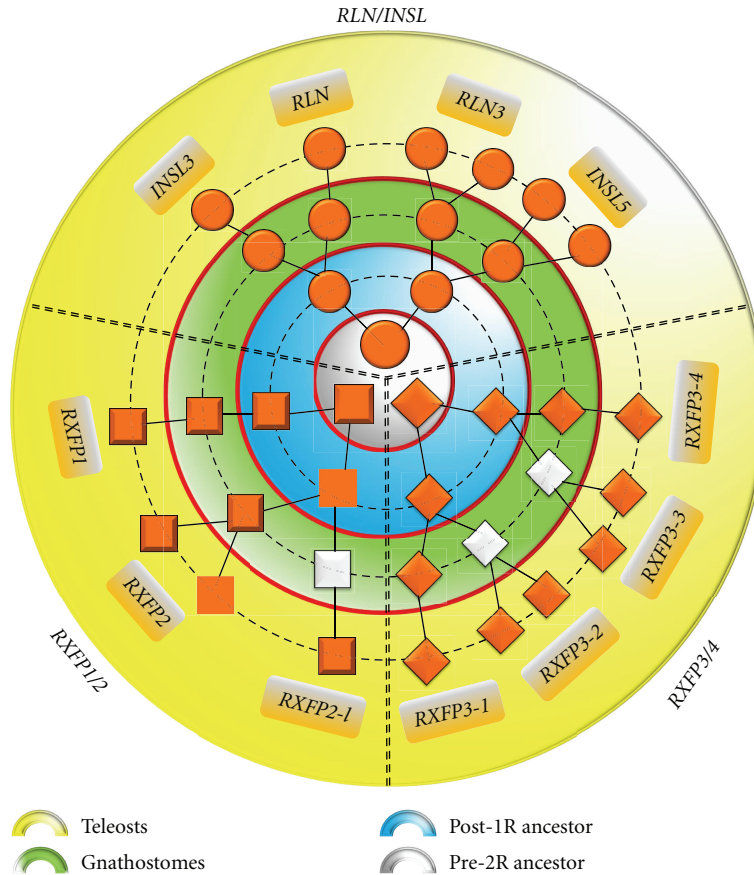 RLN/INSL
RLN
RLN3
INSL3
INSL5
RXFP1
RXFP3-4
RXFP3-3
RXFP2
RXFP3-2
RXFP1/2
RXFP3/4
RXFP2-l
RXFP3-1
Teleosts
Post-1R ancestor
Gnathostomes
Pre-2R ancestor